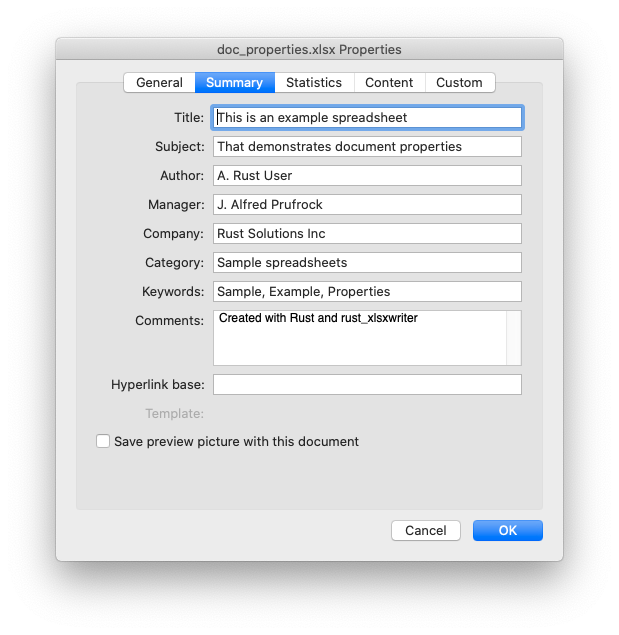 doc_properties.xlsx Properties
General Summary Statistics Content Custom
Title: This is an example spreadsheet
Subject: That demonstrates document properties
Author: A. Rust User
Manager: J. Alfred Prufrock
Company: Rust Solutions Inc
Category: Sample spreadsheets
Keywords: Sample, Example, Properties
Comments: Created with Rust and rust_xlsxwriter
Hyperlink base:
Template:
Save preview picture with this document
Cancel OK